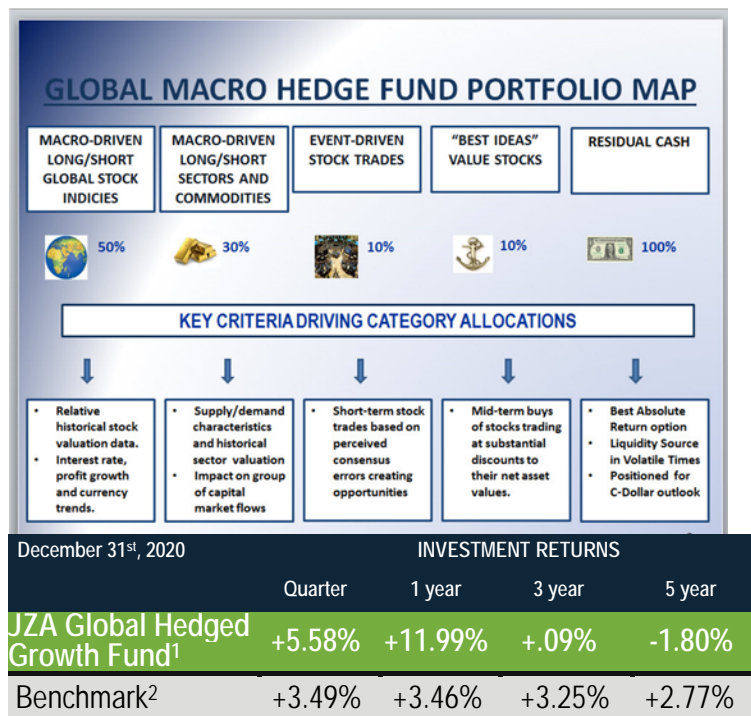 GLOBAL MACRO HEDGE FUND PORTFOLIO MAP
MACRO-DRIVEN
LONG/SHORT
GLOBAL STOCK
INDICIES
MACRO-DRIVEN
LONG/SHORT
SECTORS AND
COMMODITIES
EVENT-DRIVEN
STOCK TRADES
“BEST IDEAS”
VALUE STOCKS
RESIDUAL CASH
50%
30%
10%
10%
100%
KEY CRITERIA DRIVING CATEGORY ALLOCATIONS
• Relative
historical stock
valuation data.
• Interest rate,
profit growth
and currency
trends.
• Supply/demand
characteristics
and historical
sector valuation
• Impact on group
of capital
market flows
• Short-term stock
trades based on
perceived
consensus
errors creating
opportunities
• Mid-term buys
of stocks trading
at substantial
discounts to
their net asset
values.
• Best Absolute
Return option
• Liquidity Source
in Volatile Times
• Positioned for
C-Dollar outlook
December 31st, 2020 INVESTMENT RETURNS
Quarter 1 year 3 year 5 year
JZA Global Hedged
Growth Fund1 +5.58% +11.99% +.09% -1.80%
Benchmark2 +3.49% +3.46% +3.25% +2.77%